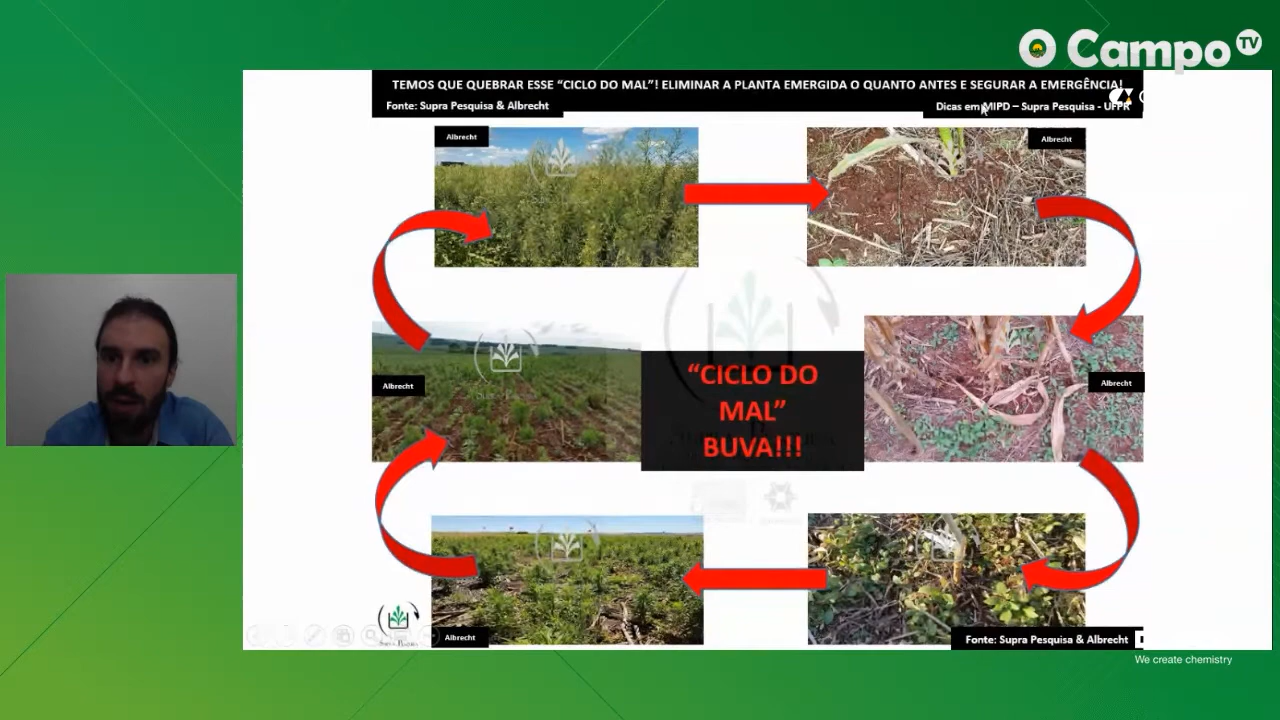 O Campo TV
TEMOS QUE QUEBRAR ESSE “CICLO DO MAL”! ELIMINAR A PLANTA EMERGIDA O QUANTO ANTES E SEGURAR A EMERGÊNCIA!
Fonte: Supra Pesquisa & Albrecht
Dicas em MIPD – Supra Pesquisa - UFPR
Albrecht
Albrecht
Albrecht
Albrecht
“CICLO DO
MAL”
BUVA!!!
Albrecht
Fonte: Supra Pesquisa & Albrecht
We create chemistry